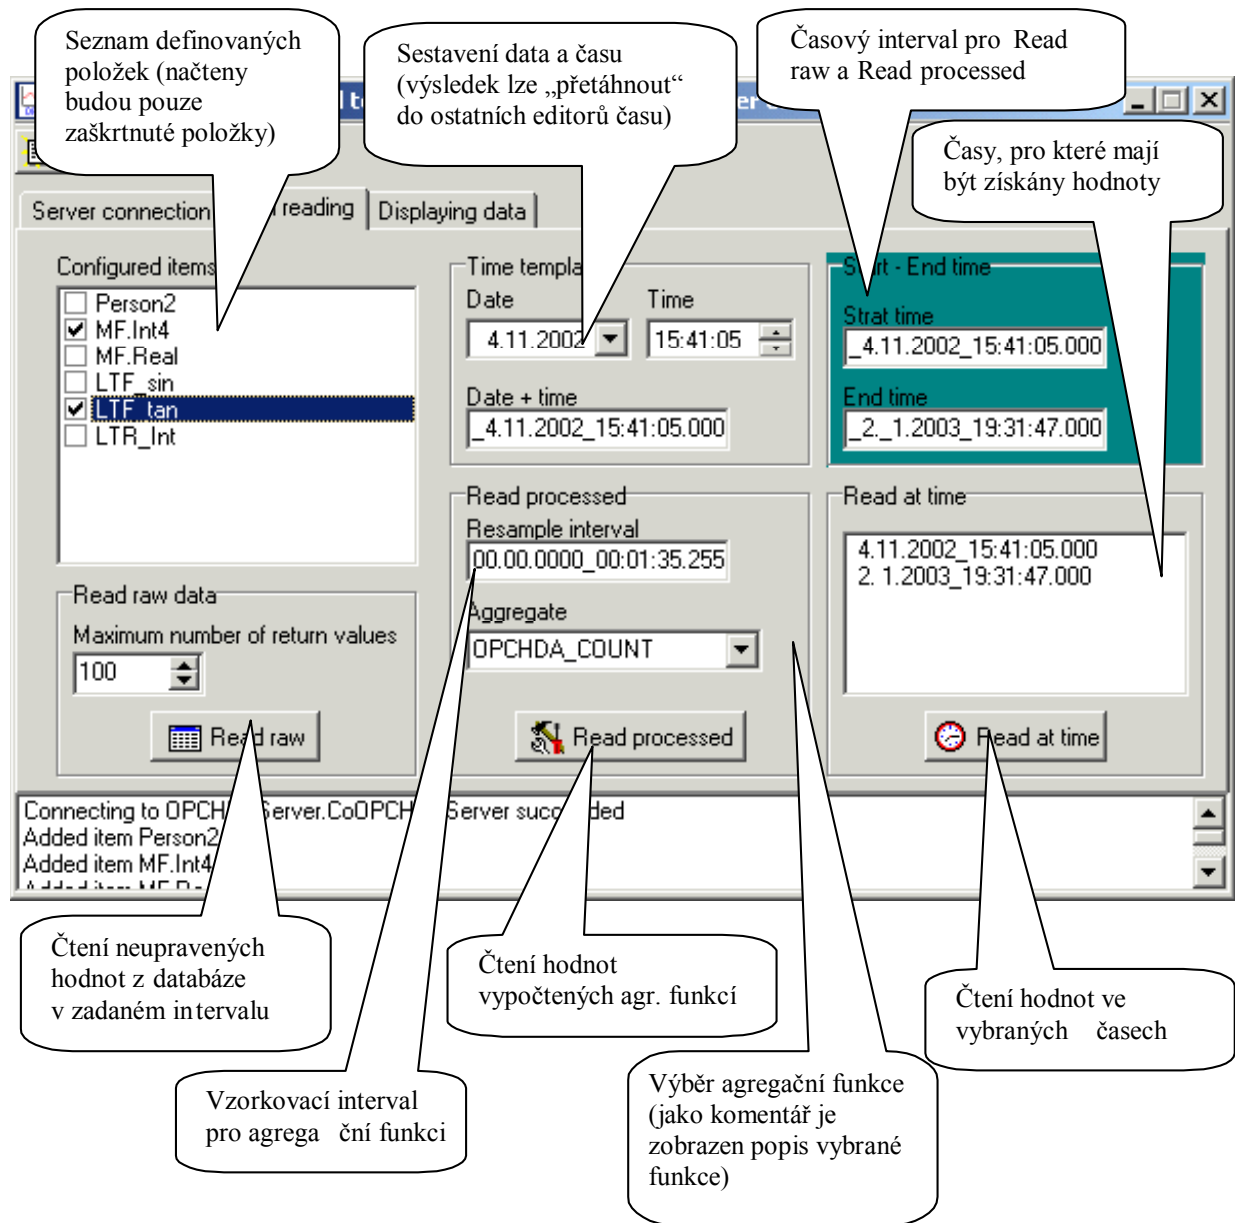 Seznam definovaných
položek (načteny
budou pouze
zaškrtnuté položky)
Sestavení data a času
(výsledek lze „přetáhnout“
do ostatních editorů času)
Časový interval pro Read
raw a Read processed
Časy, pro které mají
být získány hodnoty
Server connection
reading
Displaying data
Configured items
Person2
MF.Int4
MF.Real
LTF_sin
LTF_tan
LTR_Int
Read raw data
Maximum number of return values
100
Read raw
Date
Time
4.11.2002
15:41:05
Date + time
_4.11.2002_15:41:05.000
Read processed
Resample interval
00.00.0000_00:01:35.255
Aggregate
OPCHDA_COUNT
Read processed
Start - End time
Strat time
_4.11.2002_15:41:05.000
End time
_2._1.2003_19:31:47.000
Read at time
4.11.2002_15:41:05.000
2. 1.2003_19:31:47.000
Read at time
Connecting to Server succeeded
Added item Person2
Added item MF.Int4
Čtení neupravených
hodnot z databáze
v zadaném intervalu
Čtení hodnot
vypočtených agr. funkcí
Čtení hodnot ve
vybraných časech
Vzorkovací interval
pro agrega ční funkci
Výběr agregační funkce
(jako komentář je
zobrazen popis vybrané
funkce)